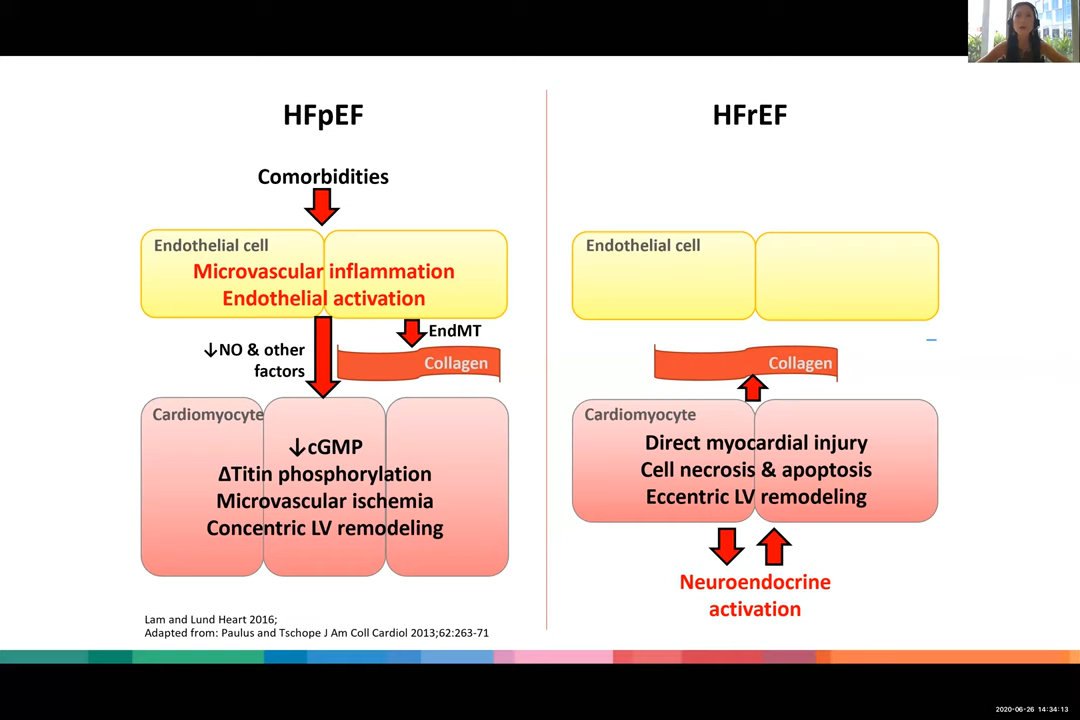 HFpEF
Comorbidities
Endothelial cell
Microvascular inflammation
Endothelial activation
EndMT
↓NO & other
factors
Collagen
Cardiomyocyte
↓cGMP
ΔTitin phosphorylation
Microvascular ischemia
Concentric LV remodeling
HFrEF
Endothelial cell
Collagen
Cardiomyocyte
Direct myocardial injury
Cell necrosis & apoptosis
Eccentric LV remodeling
Neuroendocrine
activation
Lam and Lund Heart 2016;
Adapted from: Paulus and Tschope J Am Coll Cardiol 2013;62:263-71
2020-06-26 14:34:13